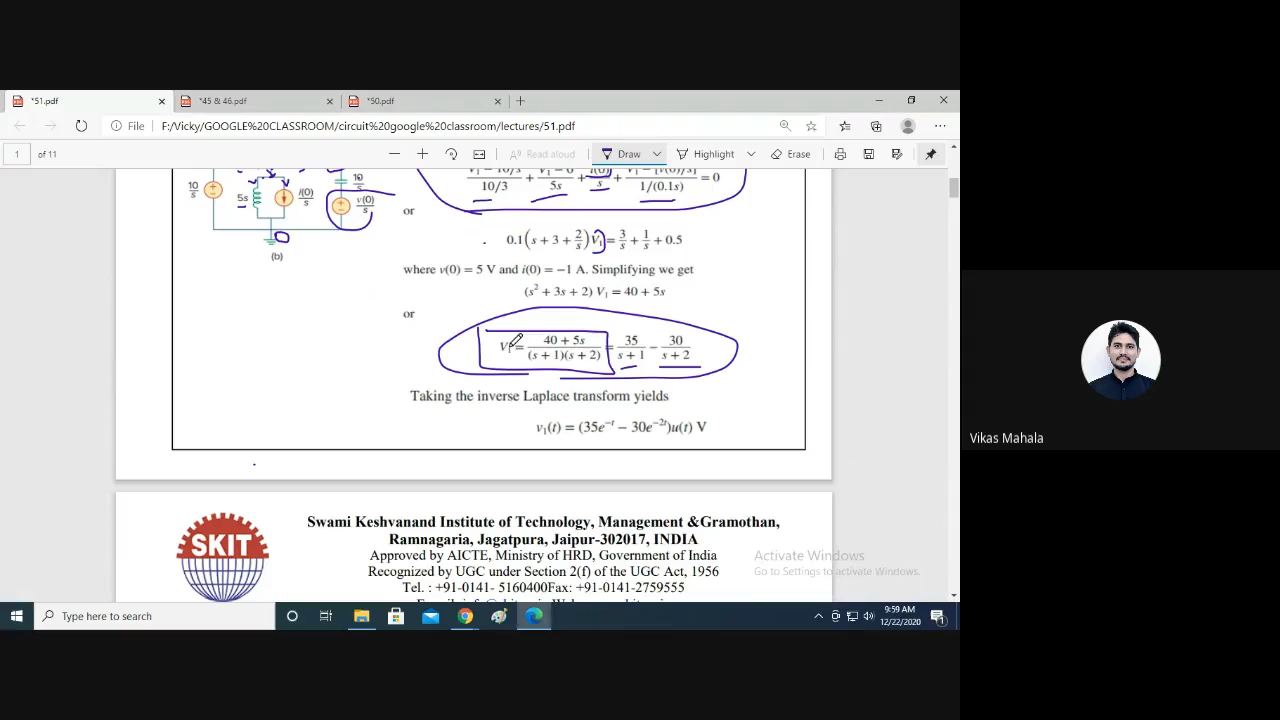 *51.pdf
*45 & 46.pdf
*50.pdf
File F:/Vicky/GOOGLE%20CLASSROOM/circuit%20google%20classroom/lectures/51.pdf
1 of 11 Read aloud Draw Highlight Erase
10/s 5s i(0)/s 10/s v(0)/s
0
(b)
10/3 + 5s + s + 1/(0.1s) = 0
or
0.1(s + 3 + 2/s)V₁ = 3/s + 1/s + 0.5
where v(0) = 5 V and i(0) = −1 A. Simplifying we get
(s² + 3s + 2) V₁ = 40 + 5s
or
V₁ = (40 + 5s)/((s + 1)(s + 2)) = 35/(s + 1) − 30/(s + 2)
Taking the inverse Laplace transform yields
v₁(t) = (35e⁻ᵗ − 30e⁻²ᵗ)u(t) V
SKIT
Swami Keshvanand Institute of Technology, Management &Gramothan,
Ramnagaria, Jagatpura, Jaipur-302017, INDIA
Approved by AICTE, Ministry of HRD, Government of India
Recognized by UGC under Section 2(f) of the UGC Act, 1956
Tel. : +91-0141- 5160400Fax: +91-0141-2759555
Activate Windows
Go to Settings to activate Windows.
Vikas Mahala
Type here to search
9:59 AM
12/22/2020